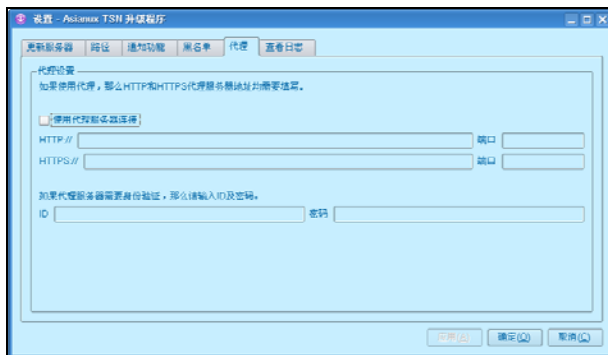 设置 - Asianux TSN 升级程序
更新服务器 路径 通知功能 黑名单 代理 查看日志
代理设置
如果使用代理，那么HTTP和HTTPS代理服务器地址均需要填写。
使用代理服务器连接
HTTP:// 端口
HTTPS:// 端口
如果代理服务器需要身份验证，那么请输入ID及密码。
ID 密码
应用(A) 确定(O) 取消(C)